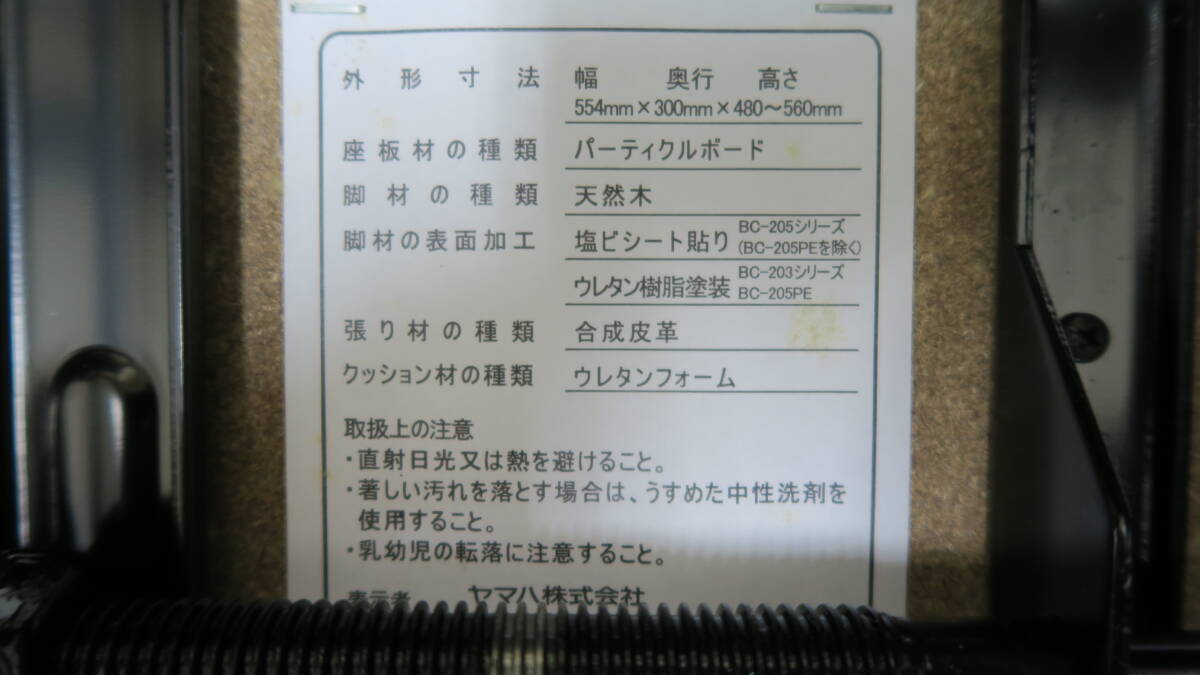 外形寸法 幅 奥行 高さ
554mm×300mm×480～560mm
座板材の種類 パーティクルボード
脚材の種類 天然木
脚材の表面加工 塩ビシート貼り BC-205シリーズ
(BC-205PEを除く)
ウレタン樹脂塗装 BC-203シリーズ
BC-205PE
張り材の種類 合成皮革
クッション材の種類 ウレタンフォーム
取扱上の注意
・直射日光又は熱を避けること。
・著しい汚れを落とす場合は、うすめた中性洗剤を
使用すること。
・乳幼児の転落に注意すること。
表示者 ヤマハ株式会社